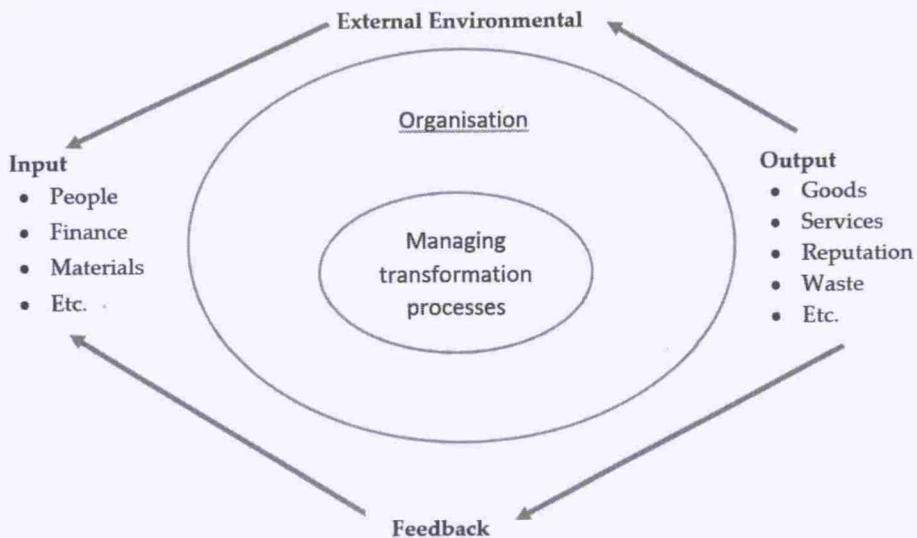 External Environmental
Organisation
Input
• People
• Finance
• Materials
• Etc.
Managing
transformation
processes
Output
• Goods
• Services
• Reputation
• Waste
• Etc.
Feedback